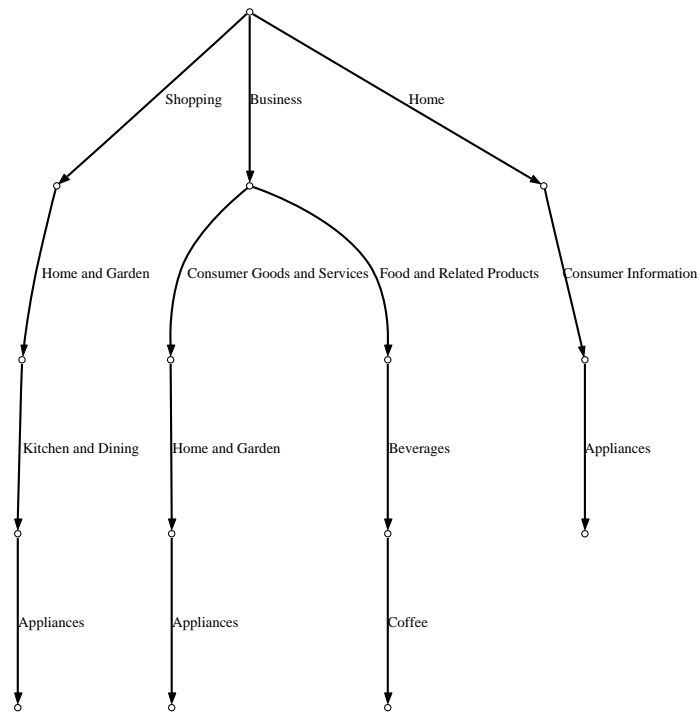 Shopping
Business
Home
Home and Garden
Consumer Goods and Services
Food and Related Products
Consumer Information
Kitchen and Dining
Home and Garden
Beverages
Appliances
Appliances
Appliances
Coffee